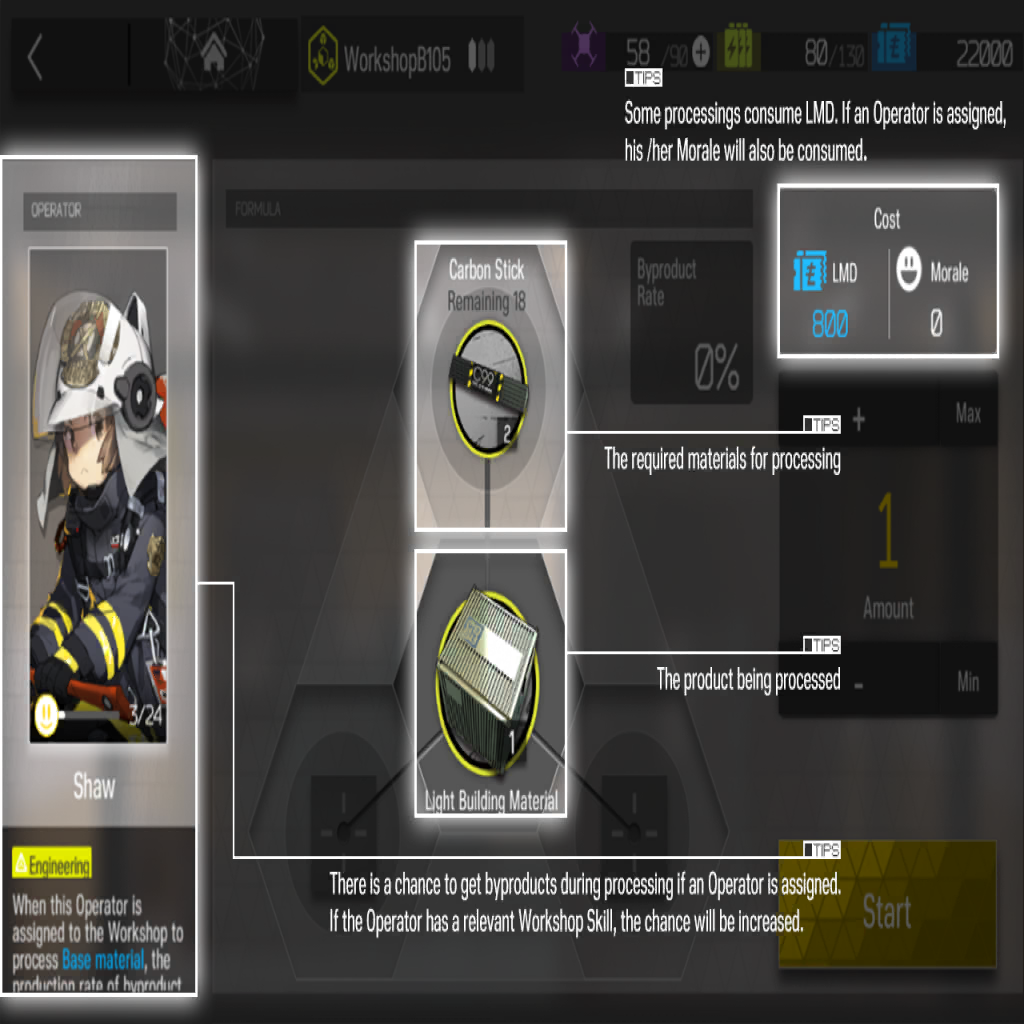 WorkshopB105
58 /90
80/130
22000
TIPS
Some processings consume LMD. If an Operator is assigned,
his /her Morale will also be consumed.
OPERATOR
FORMULA
Cost
LMD
Morale
800
0
Carbon Stick
Remaining 18
C99
2
Byproduct
Rate
0%
TIPS
The required materials for processing
+
Max
1
Amount
-
Min
TIPS
The product being processed
1
Light Building Material
3/24
Shaw
Engineering
When this Operator is
assigned to the Workshop to
process Base material, the
production rate of byproduct
TIPS
There is a chance to get byproducts during processing if an Operator is assigned.
If the Operator has a relevant Workshop Skill, the chance will be increased.
Start